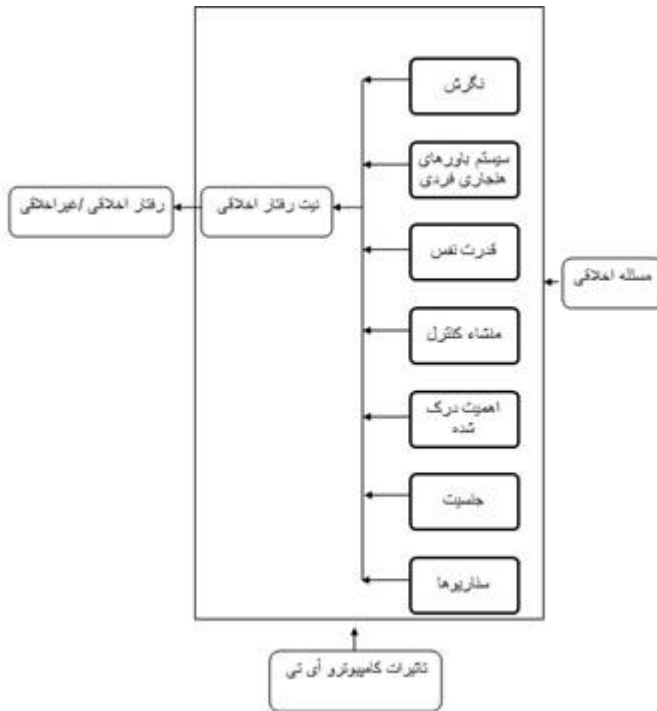 نگرش
سیستم باورهای
هنجاری فردی
رفتار اخلاقی /غیراخلاقی
نیت رفتار اخلاقی
قدرت نفس
مسئله اخلاقی
منشاء کنترل
اهمیت درک
شده
جنسیت
سناریوها
تاثیرات کامپیوترو آی تی